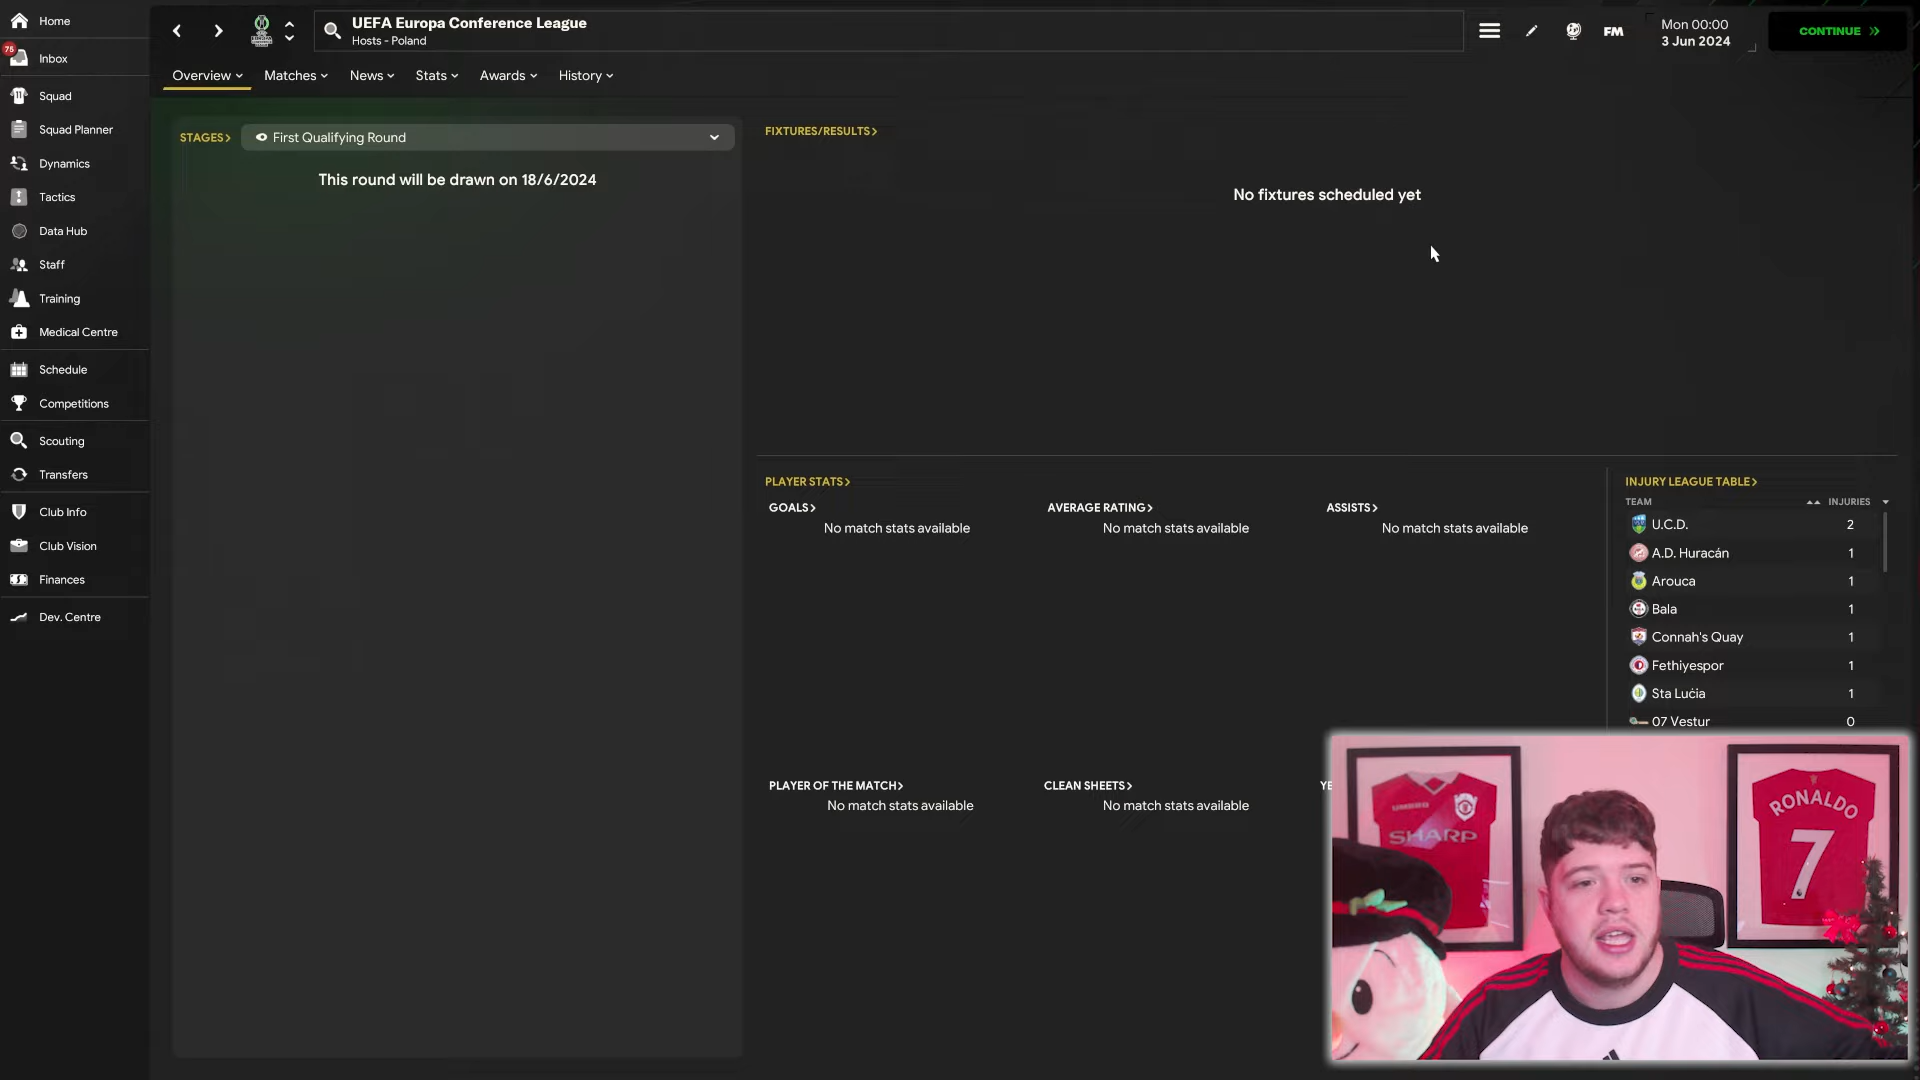 Home
75
Inbox
Squad
Squad Planner
Dynamics
Tactics
Data Hub
Staff
Training
Medical Centre
Schedule
Competitions
Scouting
Transfers
Club Info
Club Vision
Finances
Dev. Centre
UEFA Europa Conference League
Hosts - Poland
FM
Mon 00:00
3 Jun 2024
CONTINUE
Overview
Matches
News
Stats
Awards
History
STAGES
First Qualifying Round
This round will be drawn on 18/6/2024
FIXTURES/RESULTS
No fixtures scheduled yet
PLAYER STATS
GOALS
No match stats available
AVERAGE RATING
No match stats available
ASSISTS
No match stats available
PLAYER OF THE MATCH
No match stats available
CLEAN SHEETS
No match stats available
YE
INJURY LEAGUE TABLE
TEAM INJURIES
U.C.D. 2
A.D. Huracán 1
Arouca 1
Bala 1
Connah's Quay 1
Fethiyespor 1
Sta Luċia 1
07 Vestur 0
UMBRO
SHARP
RONALDO
7